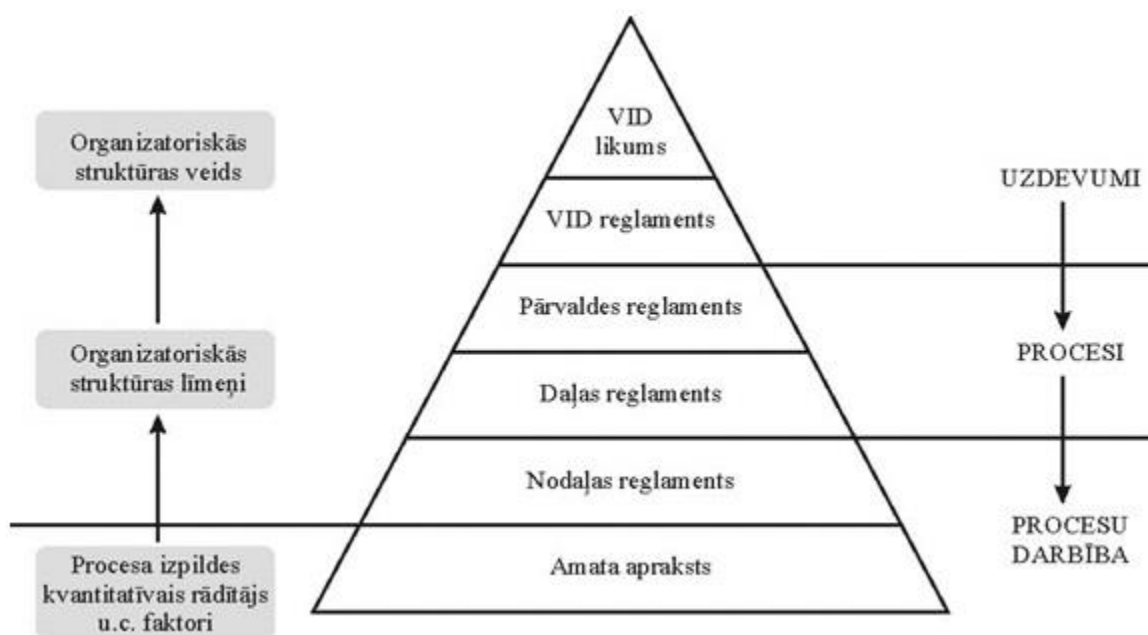 Organizatoriskās
struktūras veids
Organizatoriskās
struktūras līmeņi
Procesa izpildes
kvantitatīvais rādītājs
u.c. faktori
VID
likums
VID reglaments
Pārvaldes reglaments
Daļas reglaments
Nodaļas reglaments
Amata apraksts
UZDEVUMI
PROCESI
PROCESU
DARBĪBA